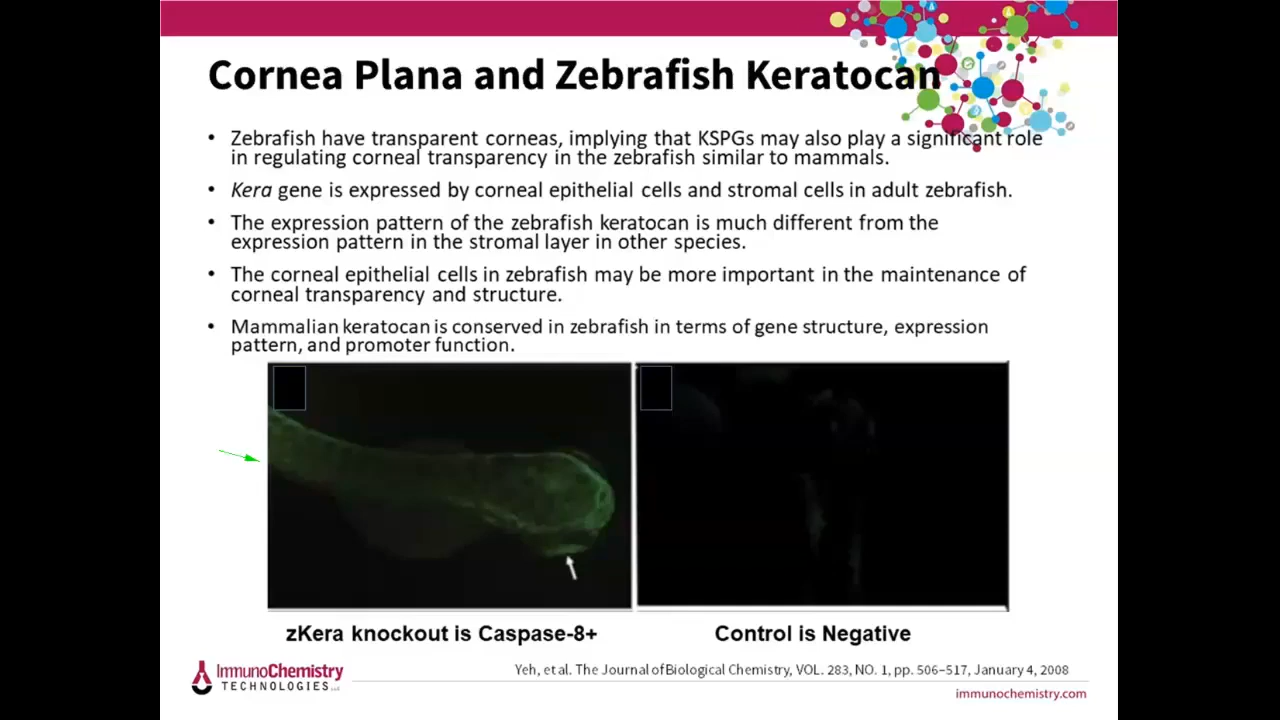 Cornea Plana and Zebrafish Keratocan
• Zebrafish have transparent corneas, implying that KSPGs may also play a significant role
in regulating corneal transparency in the zebrafish similar to mammals.
• Kera gene is expressed by corneal epithelial cells and stromal cells in adult zebrafish.
• The expression pattern of the zebrafish keratocan is much different from the
expression pattern in the stromal layer in other species.
• The corneal epithelial cells in zebrafish may be more important in the maintenance of
corneal transparency and structure.
• Mammalian keratocan is conserved in zebrafish in terms of gene structure, expression
pattern, and promoter function.
zKera knockout is Caspase-8+
Control is Negative
ImmunoChemistry
TECHNOLOGIES LLC
Yeh, et al. The Journal of Biological Chemistry, VOL. 283, NO. 1, pp. 506–517, January 4, 2008
immunochemistry.com